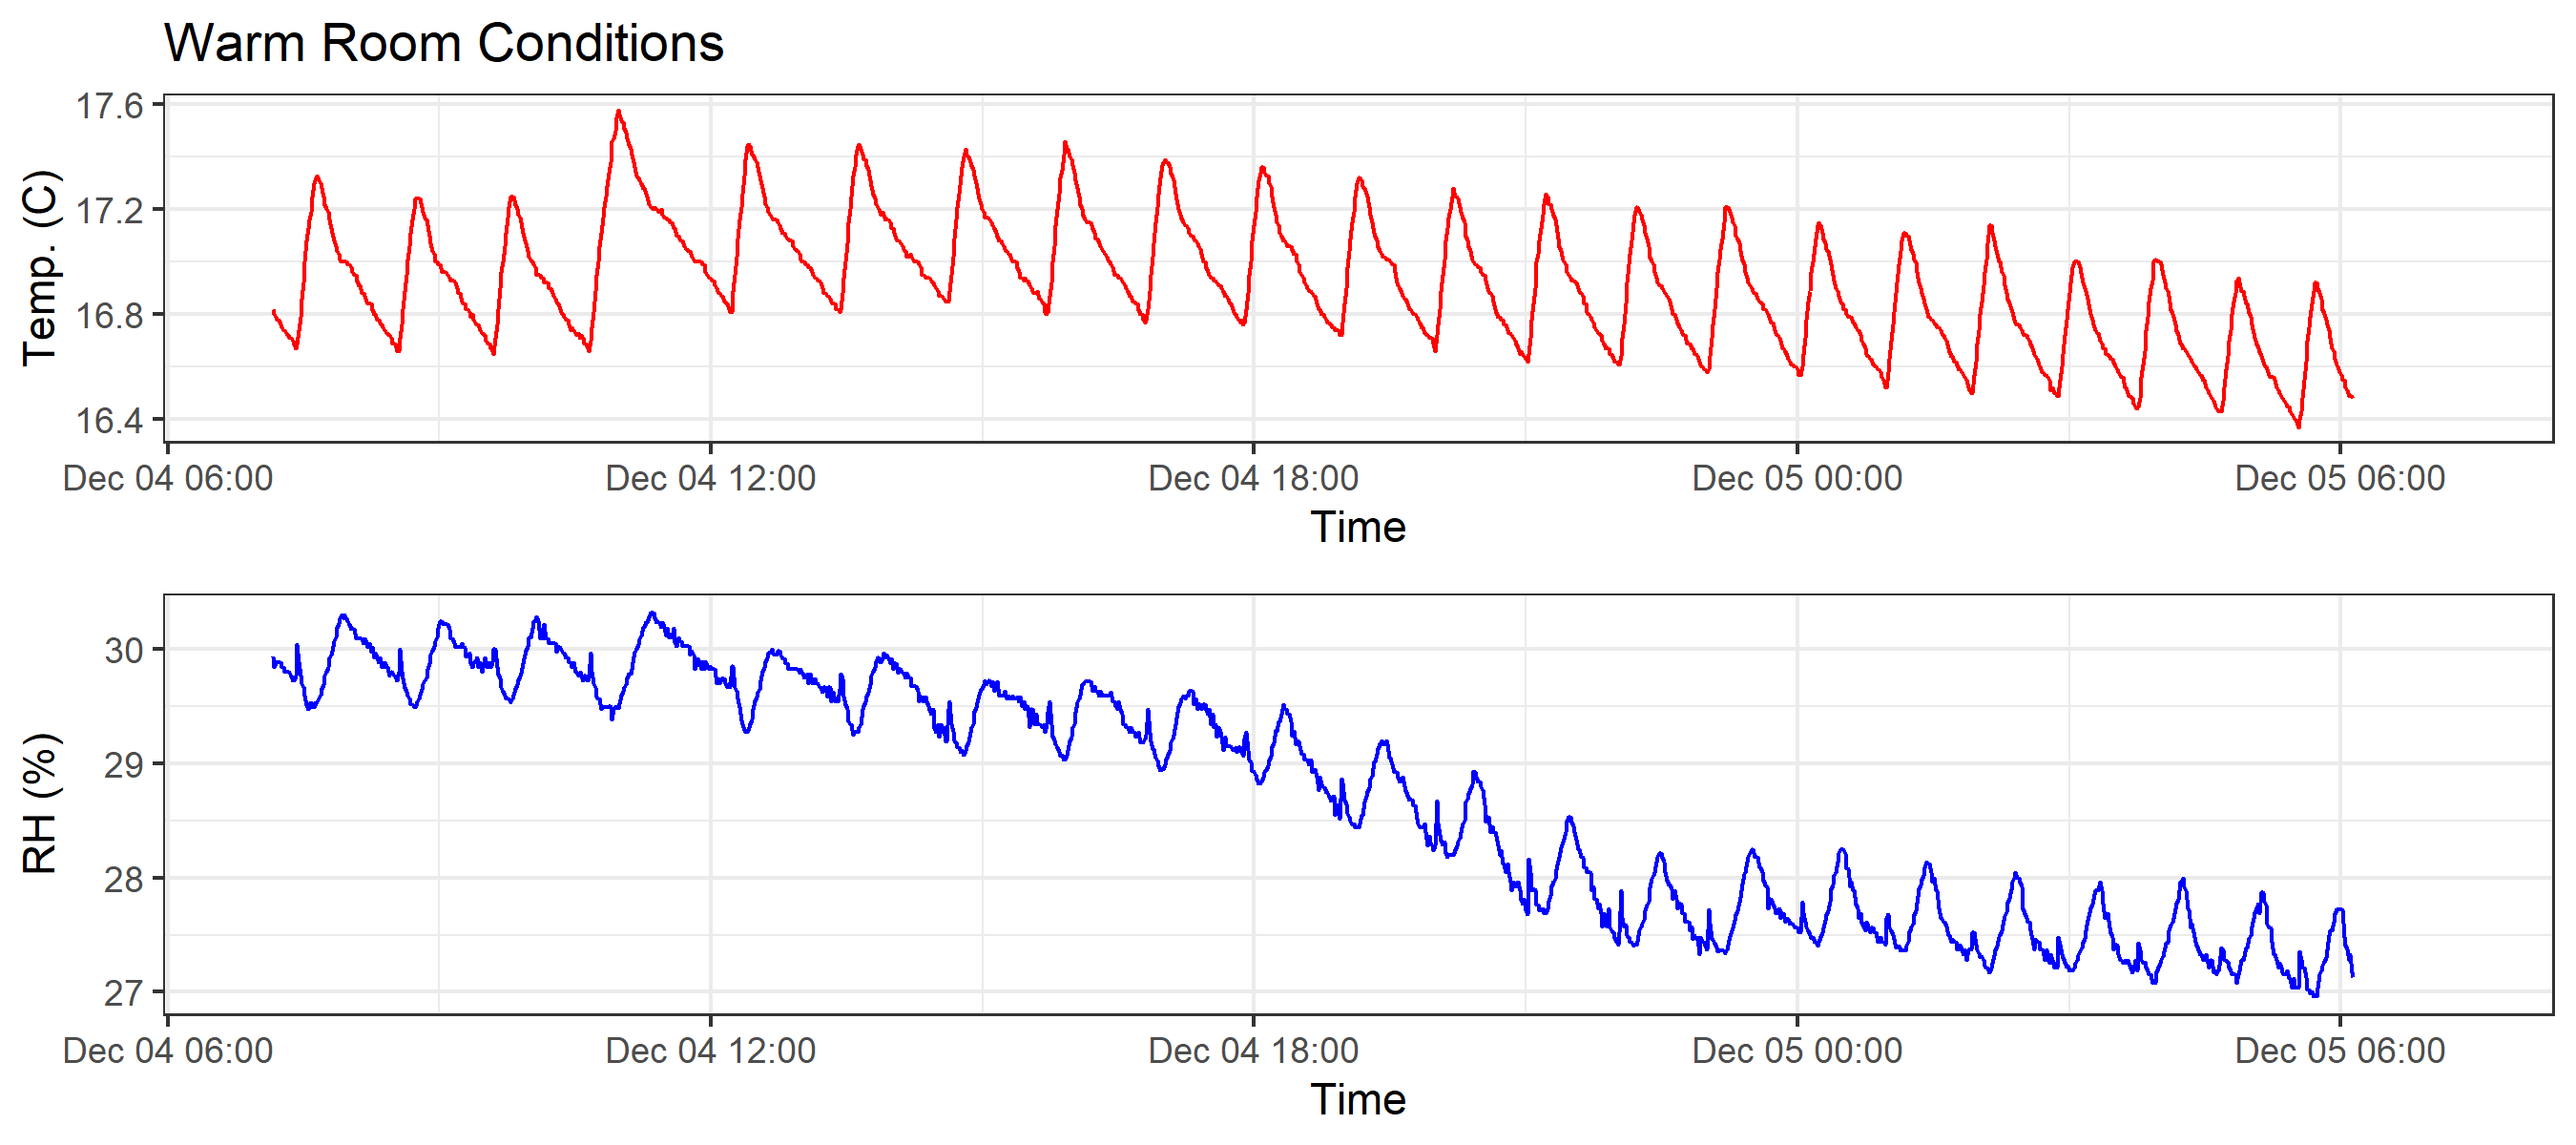 Warm Room Conditions
Temp. (C)
17.6
17.2
16.8
16.4
Dec 04 06:00 Dec 04 12:00 Dec 04 18:00 Dec 05 00:00 Dec 05 06:00
Time
RH (%)
30
29
28
27
Dec 04 06:00 Dec 04 12:00 Dec 04 18:00 Dec 05 00:00 Dec 05 06:00
Time